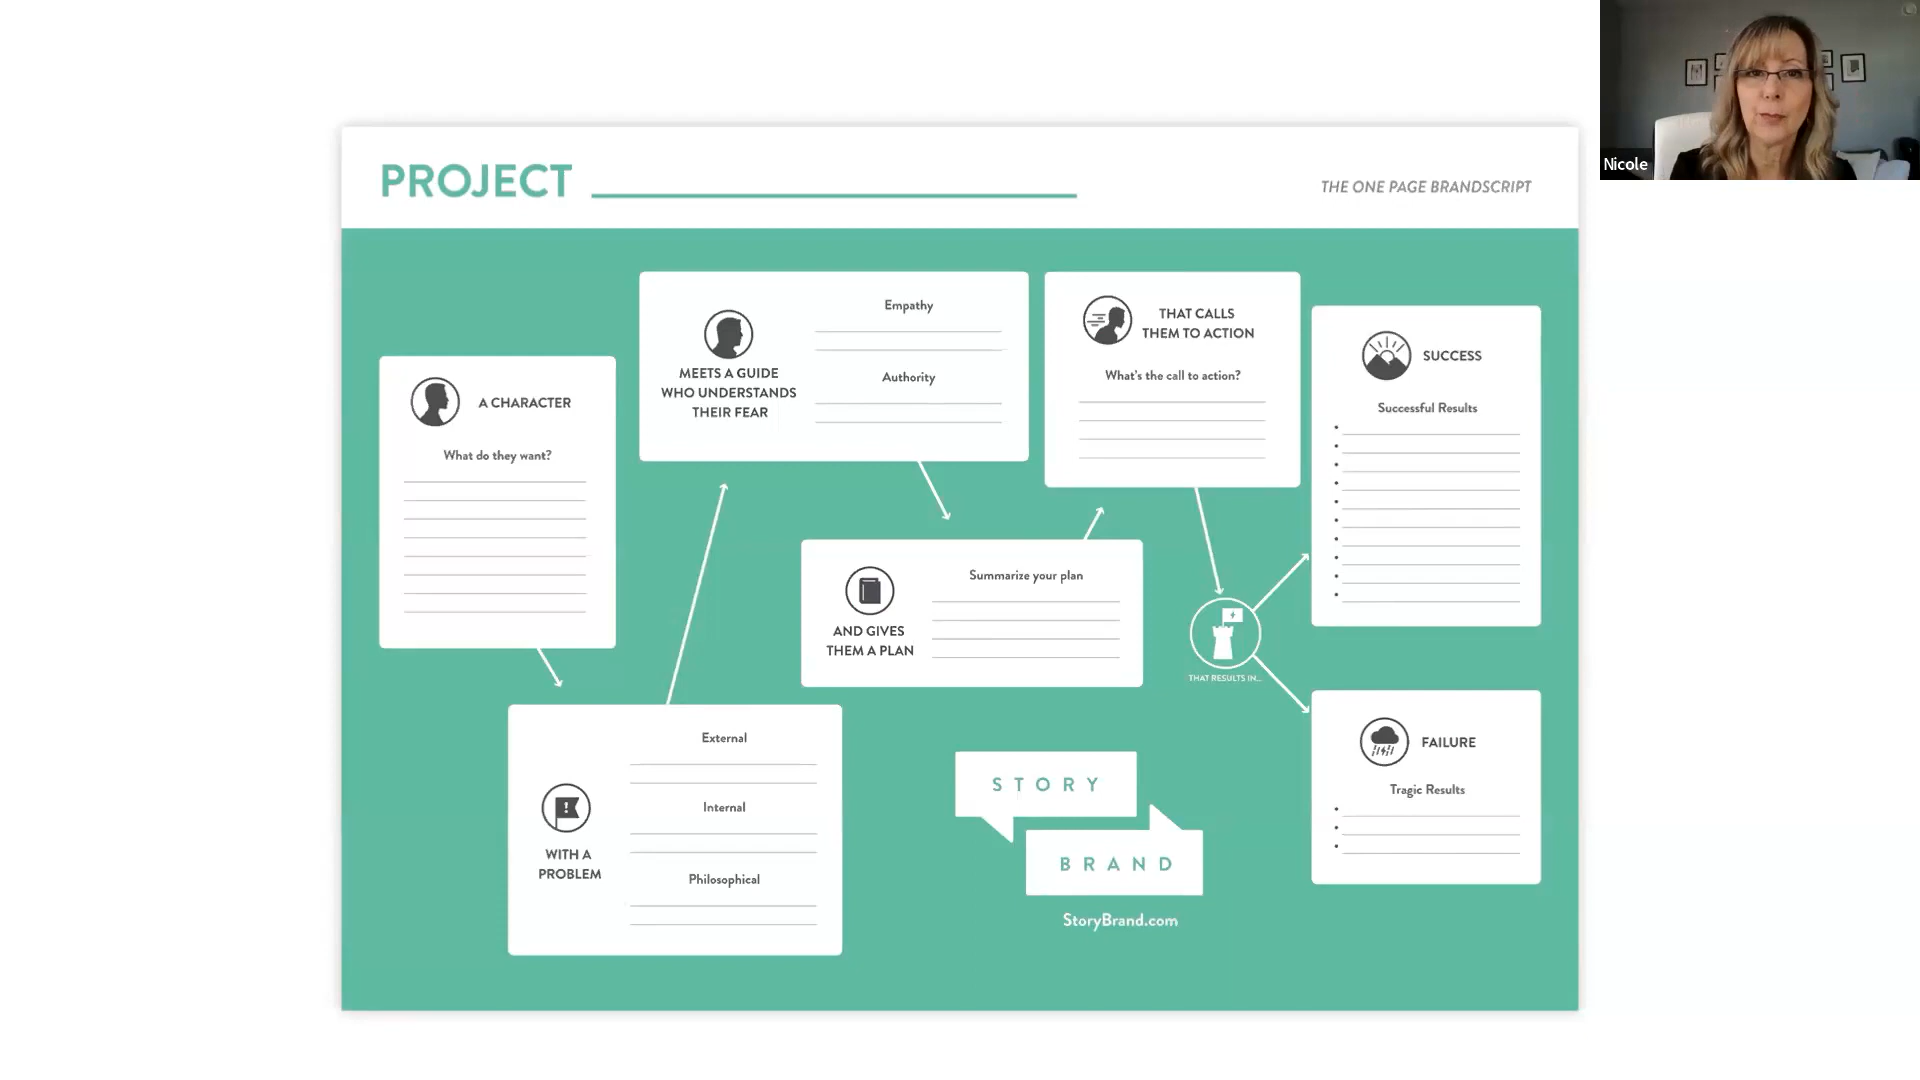 Nicole
PROJECT
THE ONE PAGE BRANDSCRIPT
A CHARACTER
What do they want?
WITH A
PROBLEM
External
Internal
Philosophical
MEETS A GUIDE
WHO UNDERSTANDS
THEIR FEAR
Empathy
Authority
AND GIVES
THEM A PLAN
Summarize your plan
THAT CALLS
THEM TO ACTION
What's the call to action?
THAT RESULTS IN...
SUCCESS
Successful Results
FAILURE
Tragic Results
STORY
BRAND
StoryBrand.com